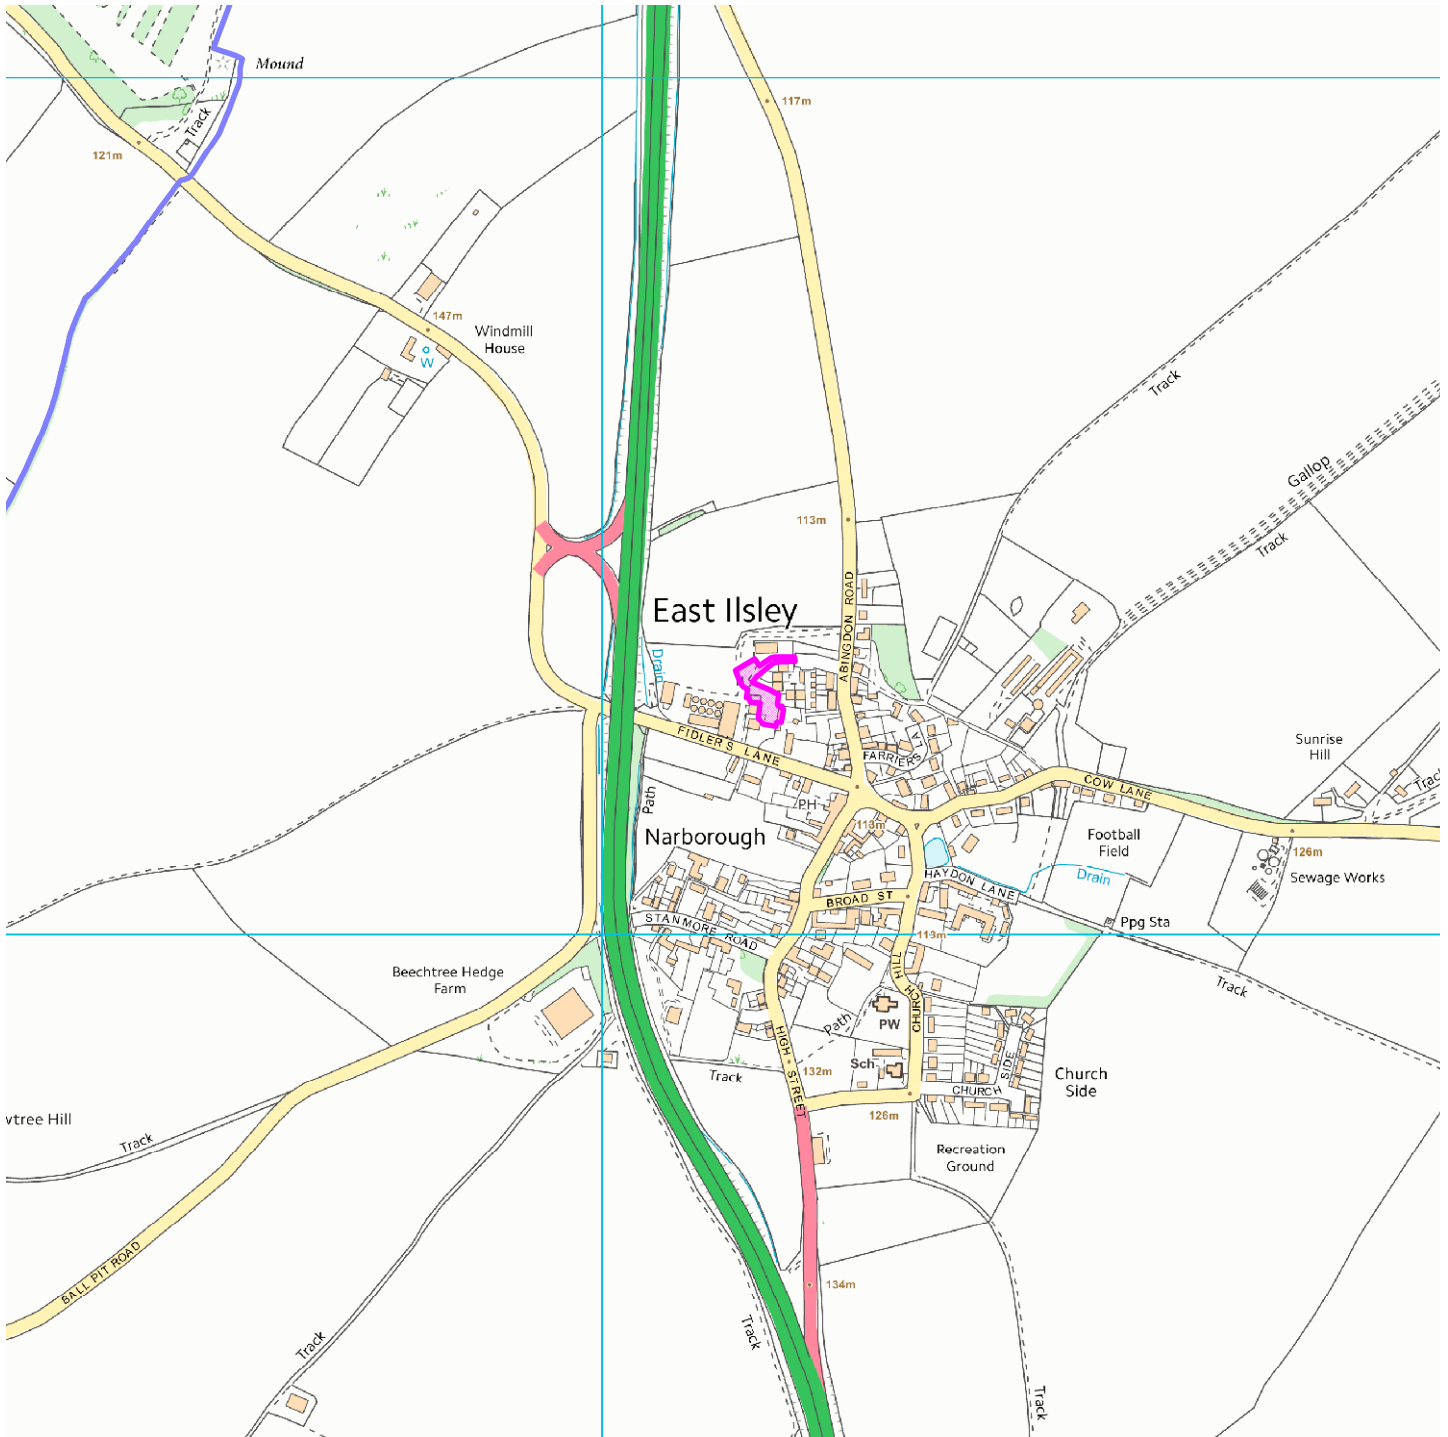 Mound
117m
Track
121m
147m
Windmill
House
W
Track
Gallop
Track
113m
East Ilsley
ABINGDON ROAD
Drain
FIDLER'S LANE
FARRIERS LA
Sunrise
Hill
COW LANE
Track
Path
PH
113m
Narborough
Football
Field
126m
Drain
Sewage Works
HAYDON LANE
BROAD ST
STANMORE ROAD
Ppg Sta
113m
Beechtree Hedge
Farm
CHURCH HILL
Track
Path
PW
HIGH STREET
Sch
Track
132m
CHURCH SIDE
Church
Side
126m
vtree Hill
Track
Recreation
Ground
BALL PIT ROAD
134m
Track
Track
Track